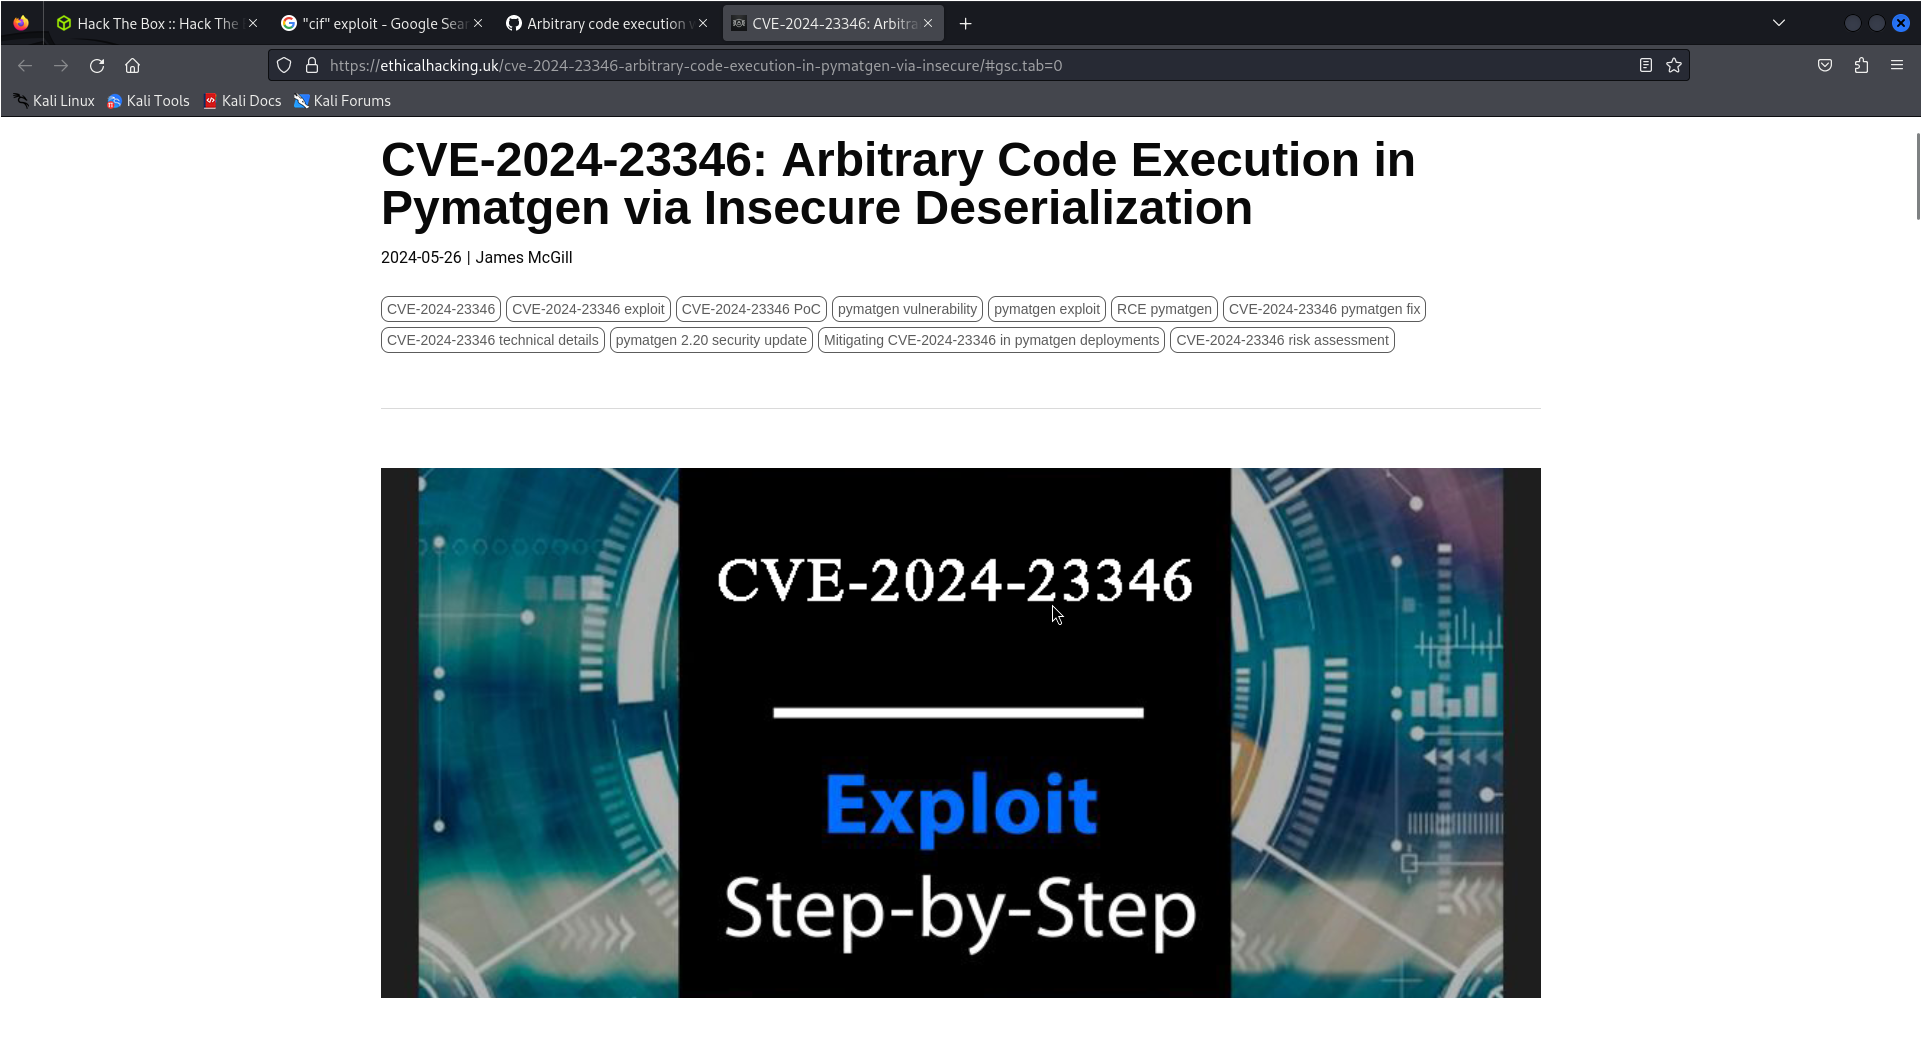 Hack The Box :: Hack The
"cif" exploit - Google Sear
Arbitrary code execution v
CVE-2024-23346: Arbitra
https://ethicalhacking.uk/cve-2024-23346-arbitrary-code-execution-in-pymatgen-via-insecure/#gsc.tab=0
Kali Linux Kali Tools Kali Docs Kali Forums
CVE-2024-23346: Arbitrary Code Execution in
Pymatgen via Insecure Deserialization
2024-05-26 | James McGill
CVE-2024-23346 CVE-2024-23346 exploit CVE-2024-23346 PoC pymatgen vulnerability pymatgen exploit RCE pymatgen CVE-2024-23346 pymatgen fix
CVE-2024-23346 technical details pymatgen 2.20 security update Mitigating CVE-2024-23346 in pymatgen deployments CVE-2024-23346 risk assessment
CVE-2024-23346
Exploit
Step-by-Step